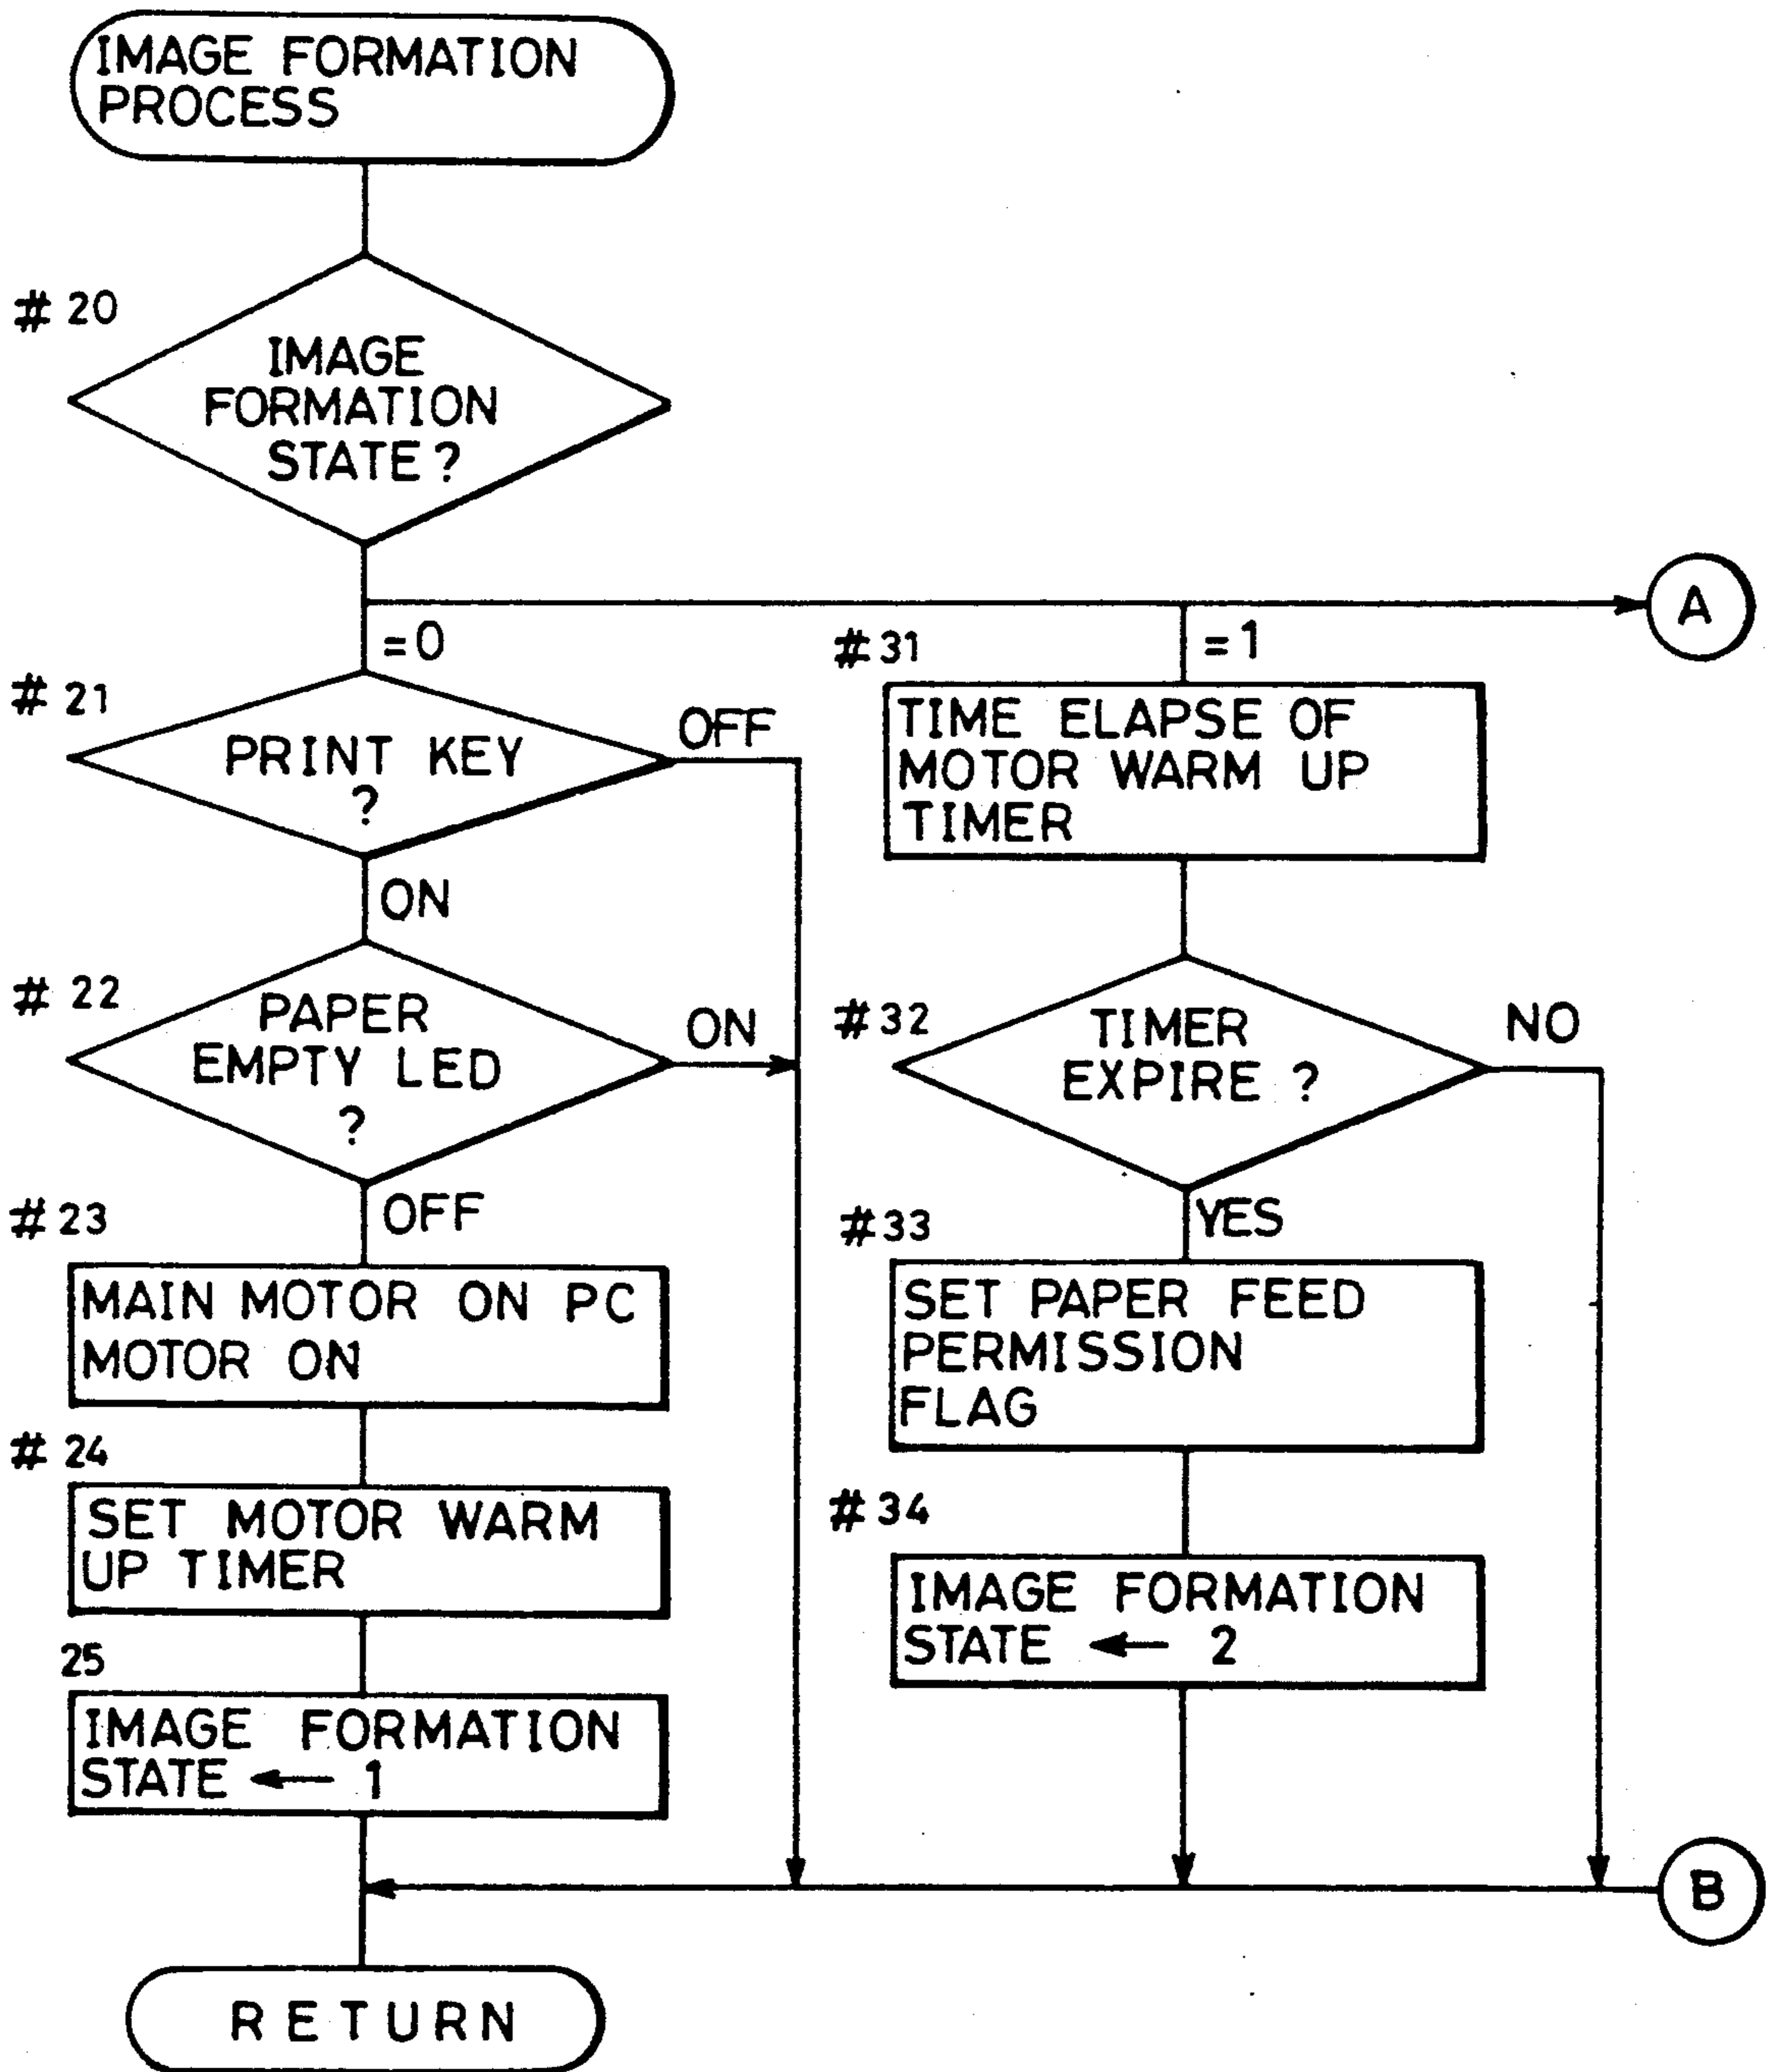 IMAGE FORMATION
PROCESS
# 20
IMAGE
FORMATION
STATE ?
A
=0
#31
=1
# 21
PRINT KEY
?
OFF
TIME ELAPSE OF
MOTOR WARM UP
TIMER
ON
# 22
PAPER
EMPTY LED
?
ON
#32
TIMER
EXPIRE ?
NO
#23
OFF
#33
YES
MAIN MOTOR ON PC
MOTOR ON
SET PAPER FEED
PERMISSION
FLAG
# 24
SET MOTOR WARM
UP TIMER
#34
IMAGE FORMATION
STATE ← 2
25
IMAGE FORMATION
STATE ← 1
B
RETURN